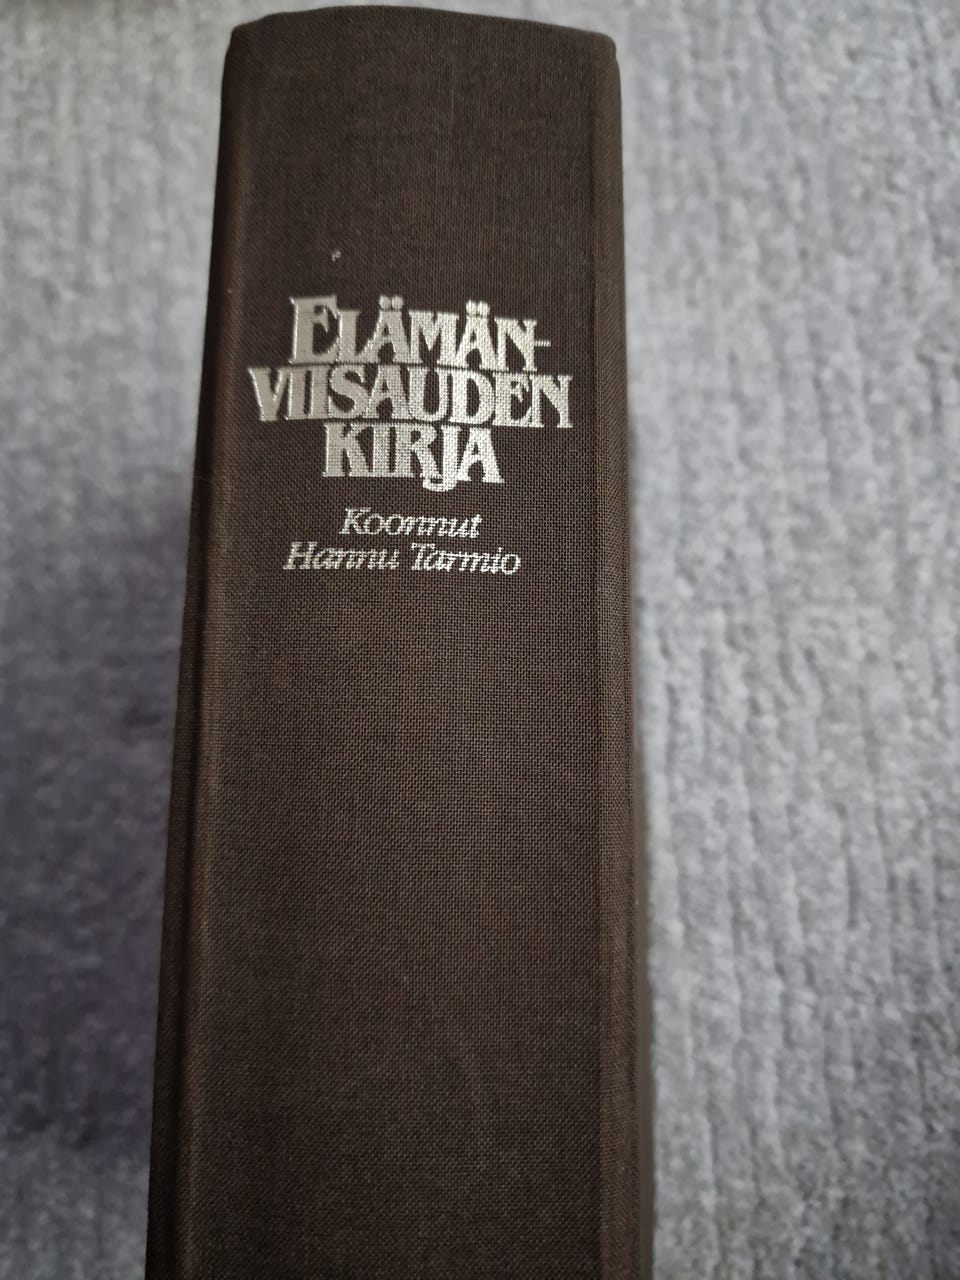 ELÄMÄN-
VIISAUDEN
KIRJA
Koonnut
Hannu Tarmio